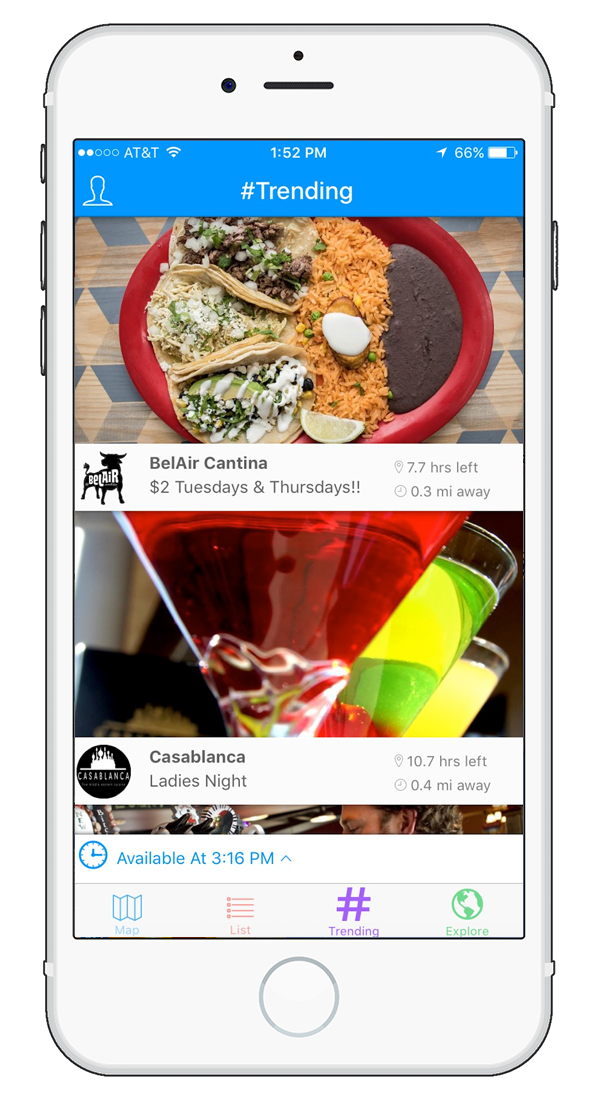 AT&T 1:52 PM 66%
#Trending
BELAIR
BelAir Cantina
7.7 hrs left
$2 Tuesdays & Thursdays!!
0.3 mi away
CASABLANCA
Casablanca
10.7 hrs left
Ladies Night
0.4 mi away
Available At 3:16 PM
Map List Trending Explore